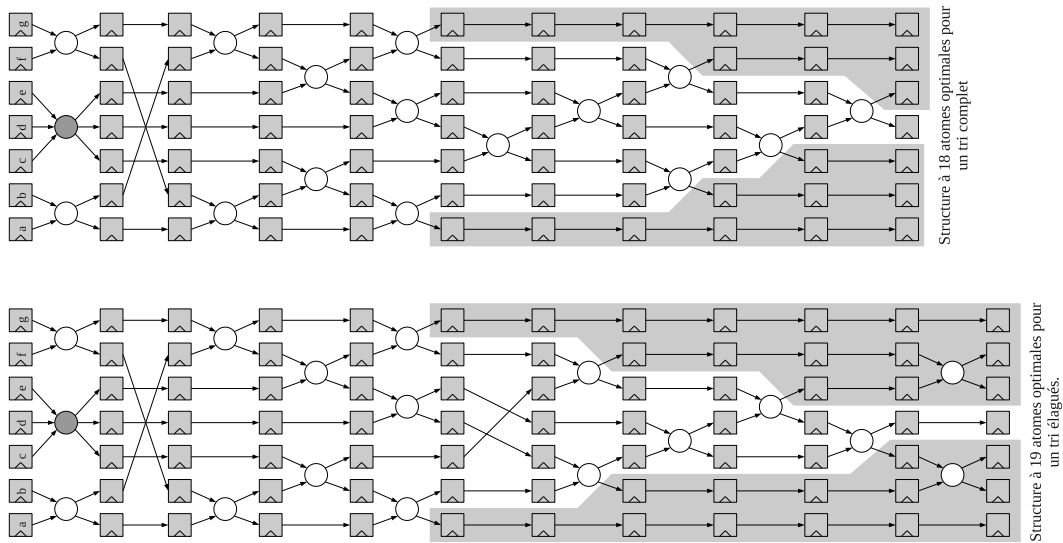 g
f
e
d
c
b
a
Structure à 18 atomes optimales pour
un tri complet
g
f
e
d
c
b
a
Structure à 19 atomes optimales pour
un tri élagués.